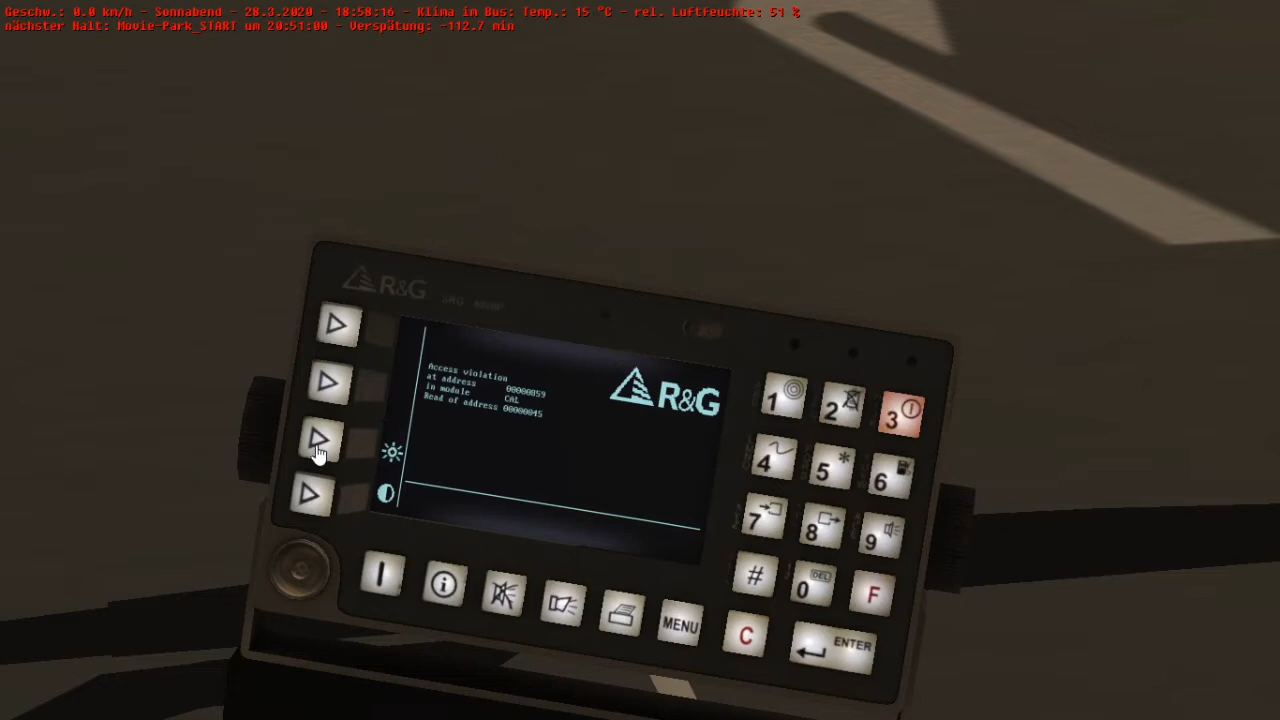 Geschw.: 0.0 km/h - Sonnabend - 28.3.2020 - 18:58:16 - Klima im Bus: Temp.: 15 °C - rel. Luftfeuchte: 51 %
nächster Halt: Movie-Park_START um 20:51:00 - Verspätung: -112.7 min
R&G
Access violation
at address 00000059
in module CAL
Read of address 00000045
R&G
1 2 3
4 5 6
7 8 9
# 0 DEL F
MENU C ENTER